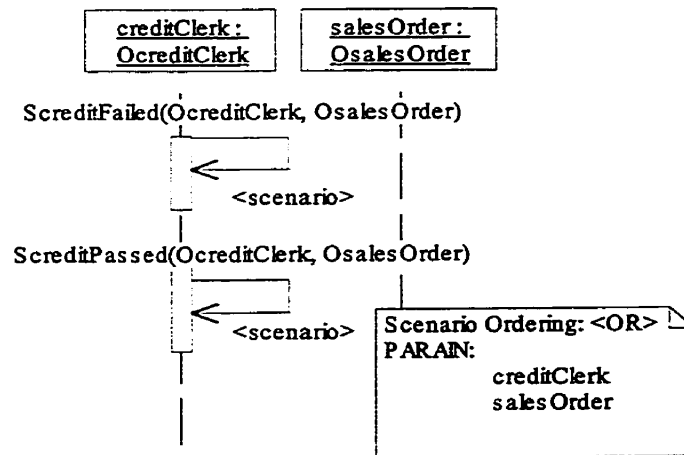 creditClerk :
OcreditClerk
salesOrder :
OsalesOrder
ScreditFailed(OcreditClerk, OsalesOrder)
<scenario>
ScreditPassed(OcreditClerk, OsalesOrder)
<scenario>
Scenario Ordering: <OR>
PARAIN:
creditClerk
salesOrder